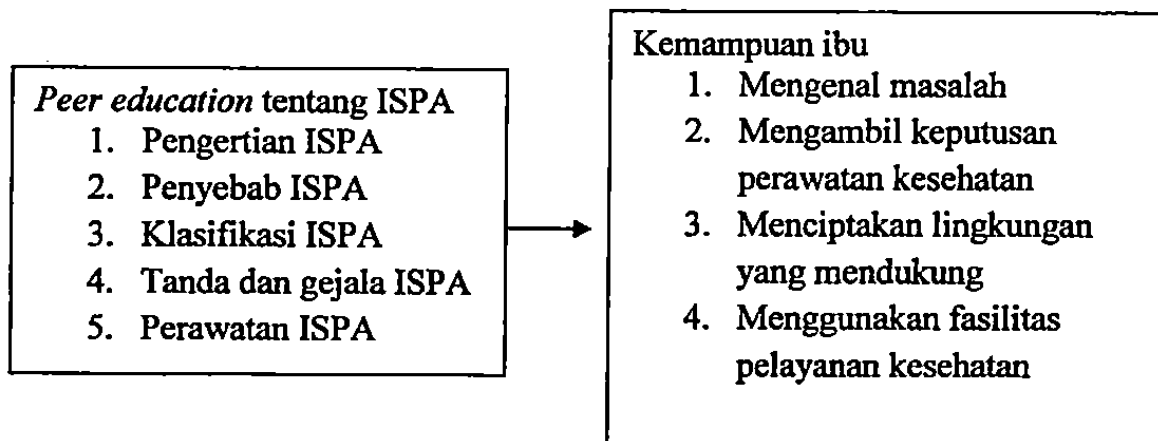 Peer education tentang ISPA
1. Pengertian ISPA
2. Penyebab ISPA
3. Klasifikasi ISPA
4. Tanda dan gejala ISPA
5. Perawatan ISPA
Kemampuan ibu
1. Mengenal masalah
2. Mengambil keputusan
perawatan kesehatan
3. Menciptakan lingkungan
yang mendukung
4. Menggunakan fasilitas
pelayanan kesehatan